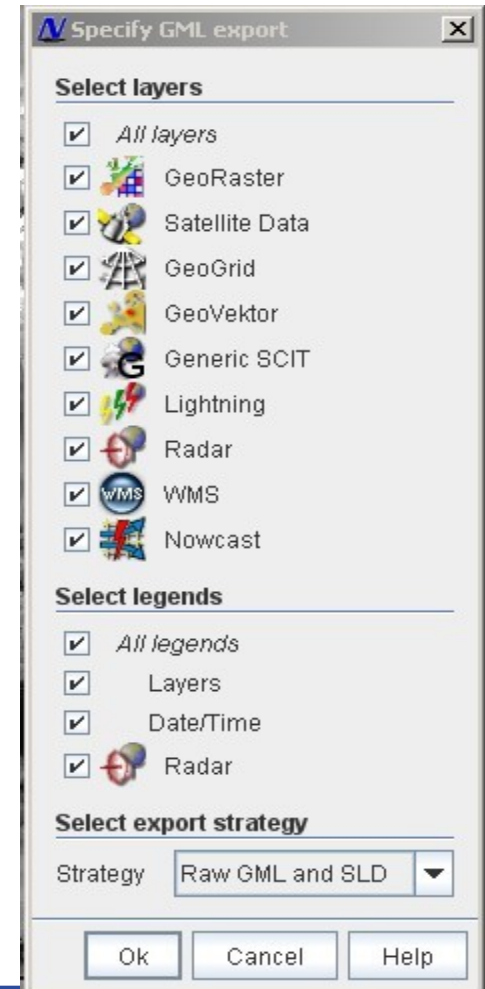 Specify GML export
Select layers
All layers
GeoRaster
Satellite Data
GeoGrid
GeoVektor
G
Generic SCIT
Lightning
Radar
WMS
WMS
Nowcast
Select legends
All legends
Layers
Date/Time
Radar
Select export strategy
Strategy Raw GML and SLD
Ok Cancel Help